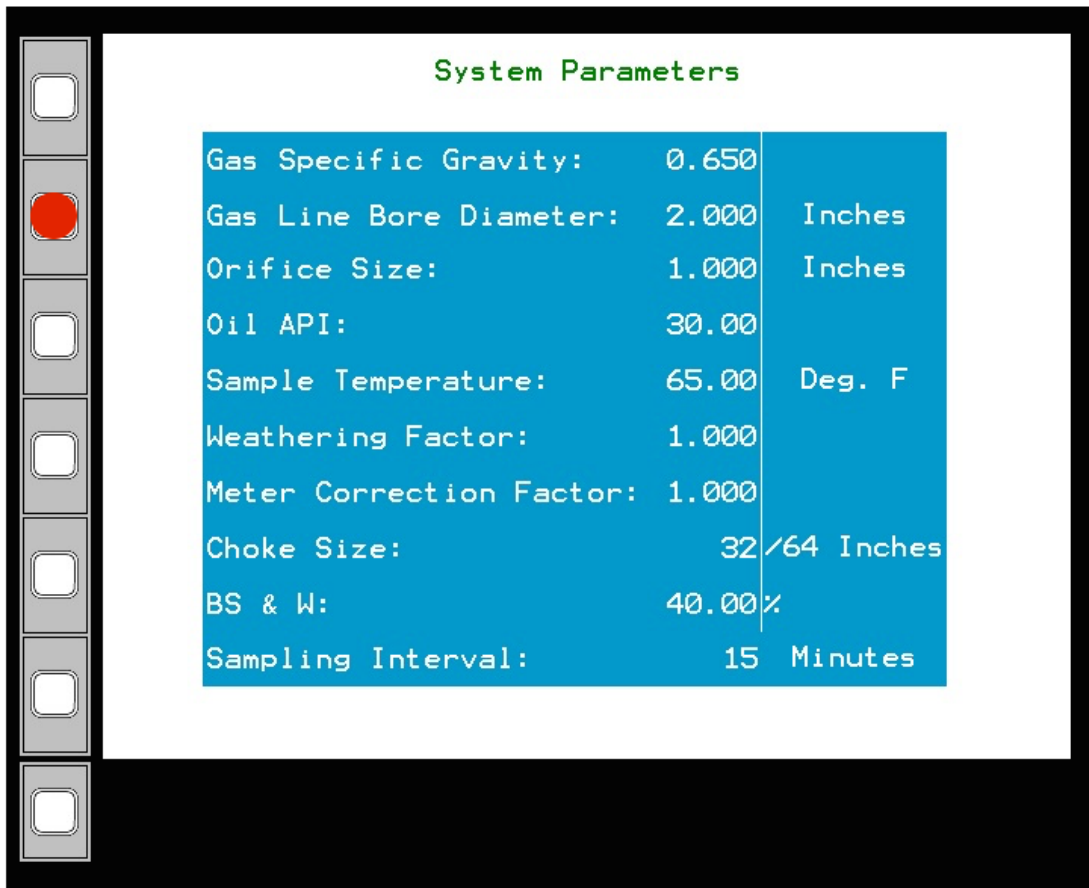 System Parameters
Gas Specific Gravity: 0.650
Gas Line Bore Diameter: 2.000 Inches
Orifice Size: 1.000 Inches
Oil API: 30.00
Sample Temperature: 65.00 Deg. F
Weathering Factor: 1.000
Meter Correction Factor: 1.000
Choke Size: 32 /64 Inches
BS & W: 40.00 %
Sampling Interval: 15 Minutes